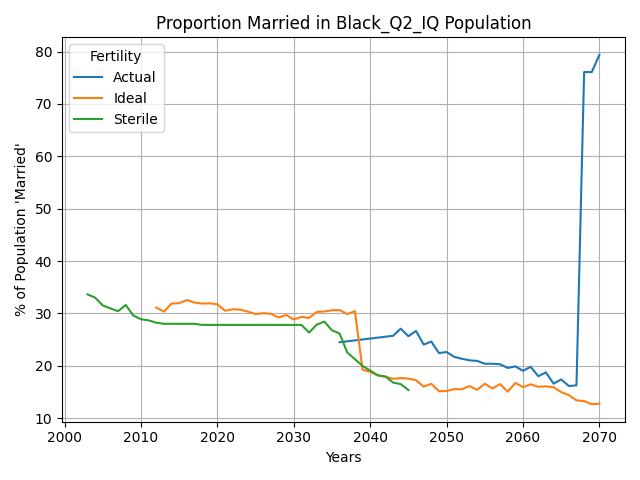 Proportion Married in Black_Q2_IQ Population
Fertility
Actual
Ideal
Sterile
% of Population 'Married'
80
70
60
50
40
30
20
10
2000 2010 2020 2030 2040 2050 2060 2070
Years